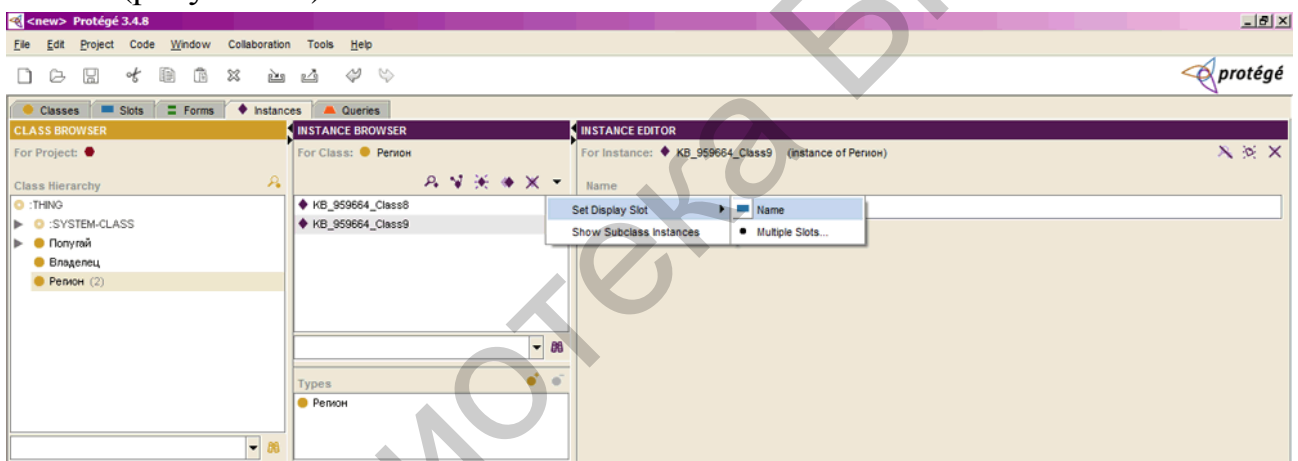 <new> Protégé 3.4.8
File Edit Project Code Window Collaboration Tools Help
protégé
Classes Slots Forms Instances Queries
CLASS BROWSER
For Project:
Class Hierarchy
:THING
:SYSTEM-CLASS
Попугай
Владелец
Регион (2)
INSTANCE BROWSER
For Class: Регион
KB_959664_Class8
KB_959664_Class9
Set Display Slot
Show Subclass Instances
Name
Multiple Slots...
Types
Регион
INSTANCE EDITOR
For Instance: KB_959664_Class9 (instance of Регион)
Name